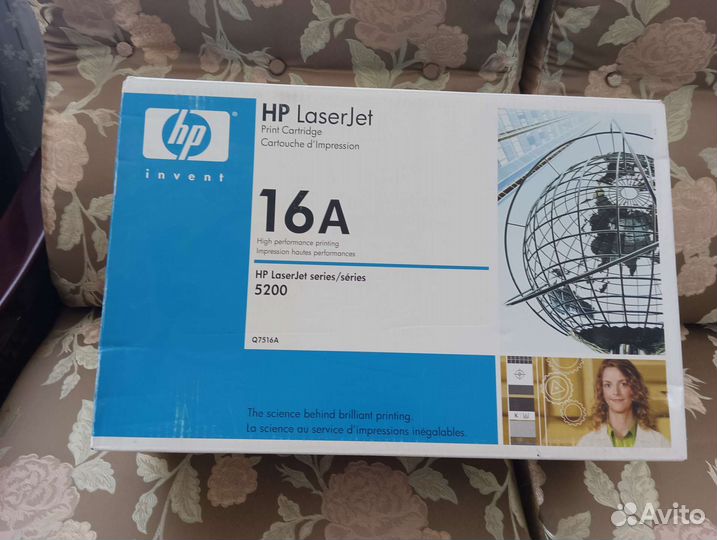 hp
invent
HP LaserJet
Print Cartridge
Cartouche d'Impression
16A
High performance printing
Impression hautes performances
HP LaserJet series/séries
5200
Q7516A
K W
The science behind brilliant printing.
La science au service d'impressions inégalables.
Avito